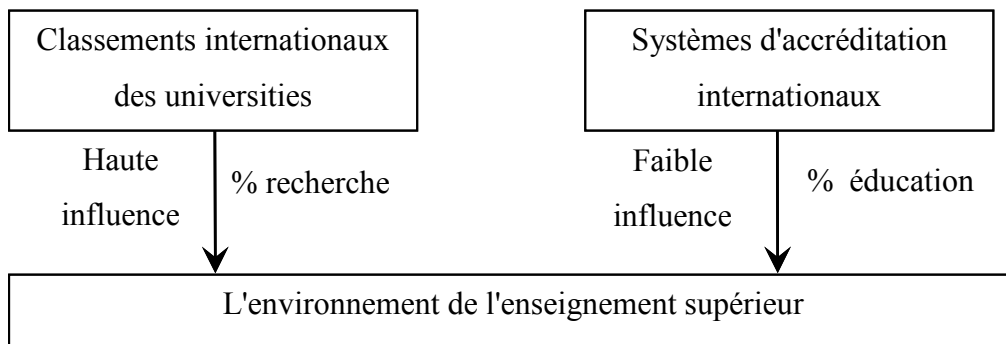 Classements internationaux
des universities
Systèmes d'accréditation
internationaux
Haute
influence
% recherche
Faible
influence
% éducation
L'environnement de l'enseignement supérieur